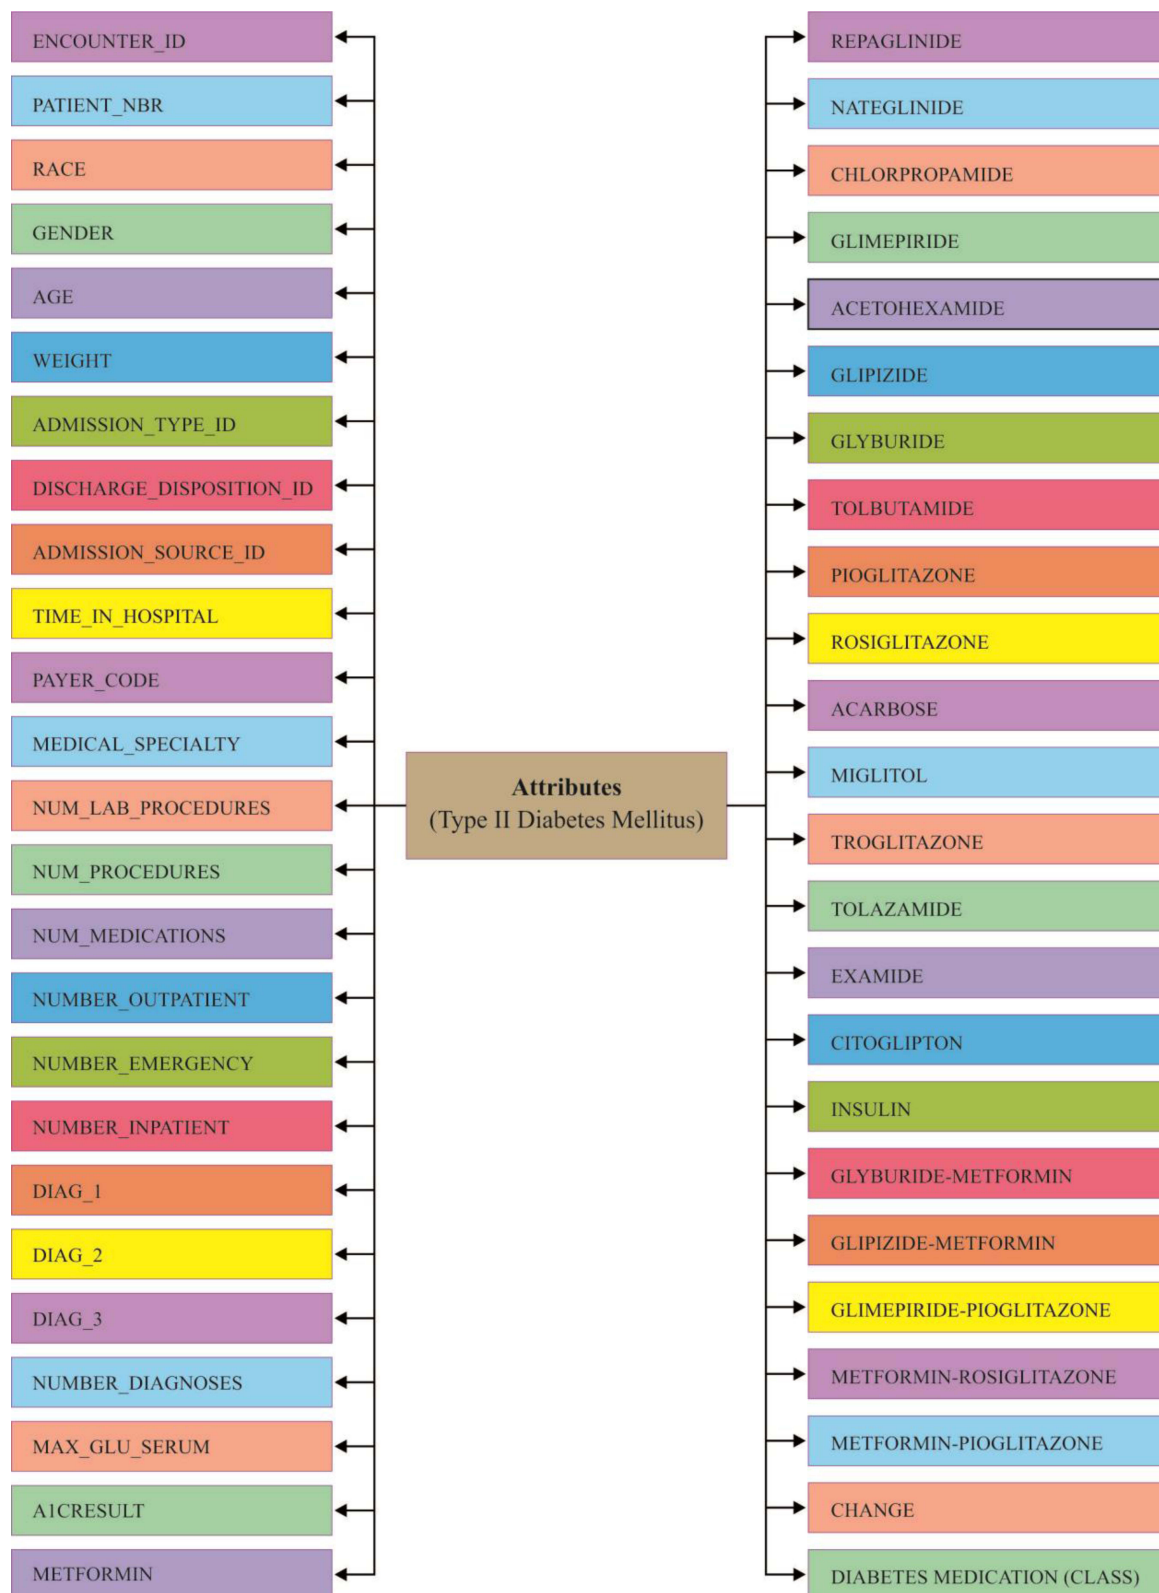 ENCOUNTER_ID
PATIENT_NBR
RACE
GENDER
AGE
WEIGHT
ADMISSION_TYPE_ID
DISCHARGE_DISPOSITION_ID
ADMISSION_SOURCE_ID
TIME_IN_HOSPITAL
PAYER_CODE
MEDICAL_SPECIALTY
NUM_LAB_PROCEDURES
NUM_PROCEDURES
NUM_MEDICATIONS
NUMBER_OUTPATIENT
NUMBER_EMERGENCY
NUMBER_INPATIENT
DIAG_1
DIAG_2
DIAG_3
NUMBER_DIAGNOSES
MAX_GLU_SERUM
A1CRESULT
METFORMIN
Attributes
(Type II Diabetes Mellitus)
REPAGLINIDE
NATEGLINIDE
CHLORPROPAMIDE
GLIMEPIRIDE
ACETOHEXAMIDE
GLIPIZIDE
GLYBURIDE
TOLBUTAMIDE
PIOGLITAZONE
ROSIGLITAZONE
ACARBOSE
MIGLITOL
TROGLITAZONE
TOLAZAMIDE
EXAMIDE
CITOGLIPTON
INSULIN
GLYBURIDE-METFORMIN
GLIPIZIDE-METFORMIN
GLIMEPIRIDE-PIOGLITAZONE
METFORMIN-ROSIGLITAZONE
METFORMIN-PIOGLITAZONE
CHANGE
DIABETES MEDICATION (CLASS)